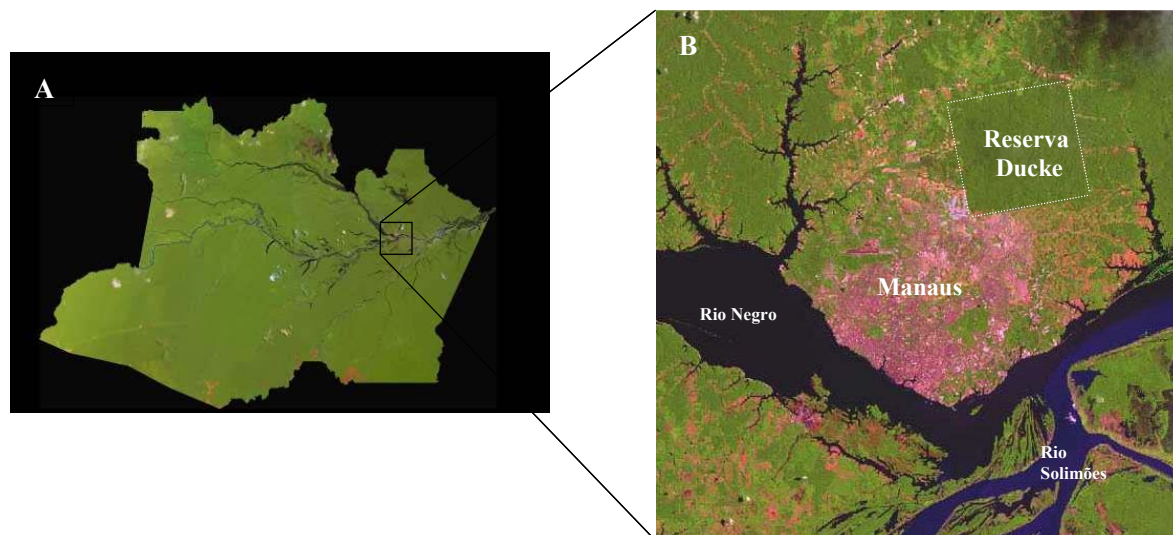 A
B
Reserva
Ducke
Manaus
Rio Negro
Rio
Solimões